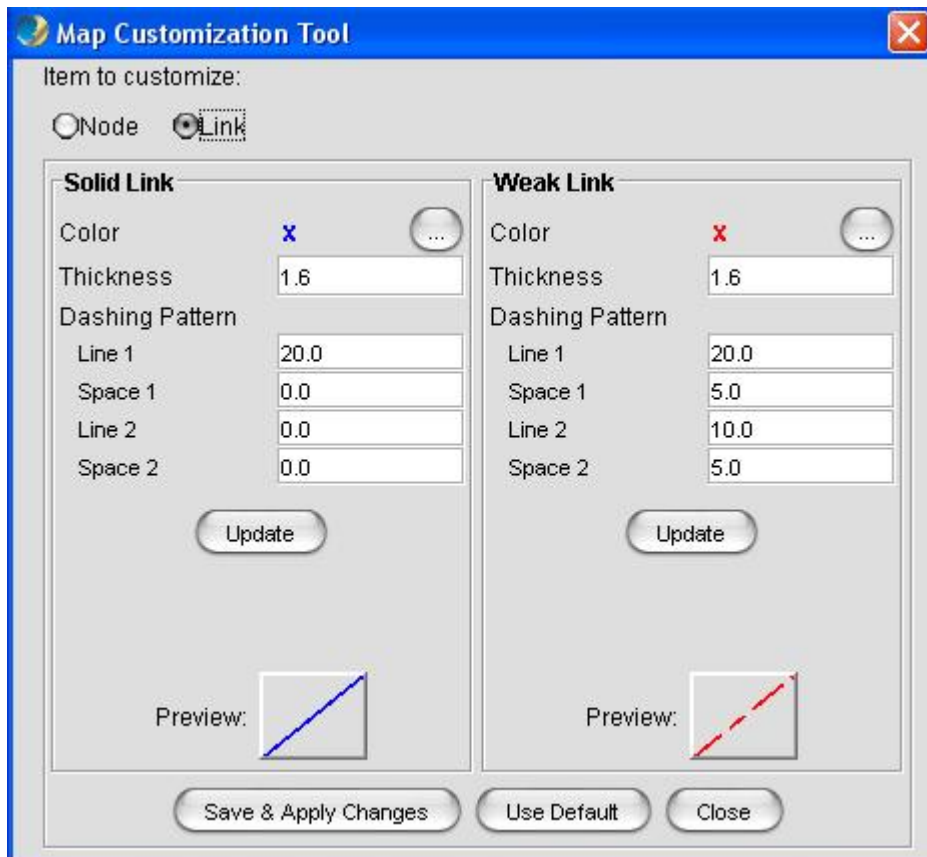 Map Customization Tool
Item to customize:
Node Link
Solid Link
Color x ...
Thickness 1.6
Dashing Pattern
Line 1 20.0
Space 1 0.0
Line 2 0.0
Space 2 0.0
Update
Preview:
Weak Link
Color x ...
Thickness 1.6
Dashing Pattern
Line 1 20.0
Space 1 5.0
Line 2 10.0
Space 2 5.0
Update
Preview:
Save & Apply Changes Use Default Close